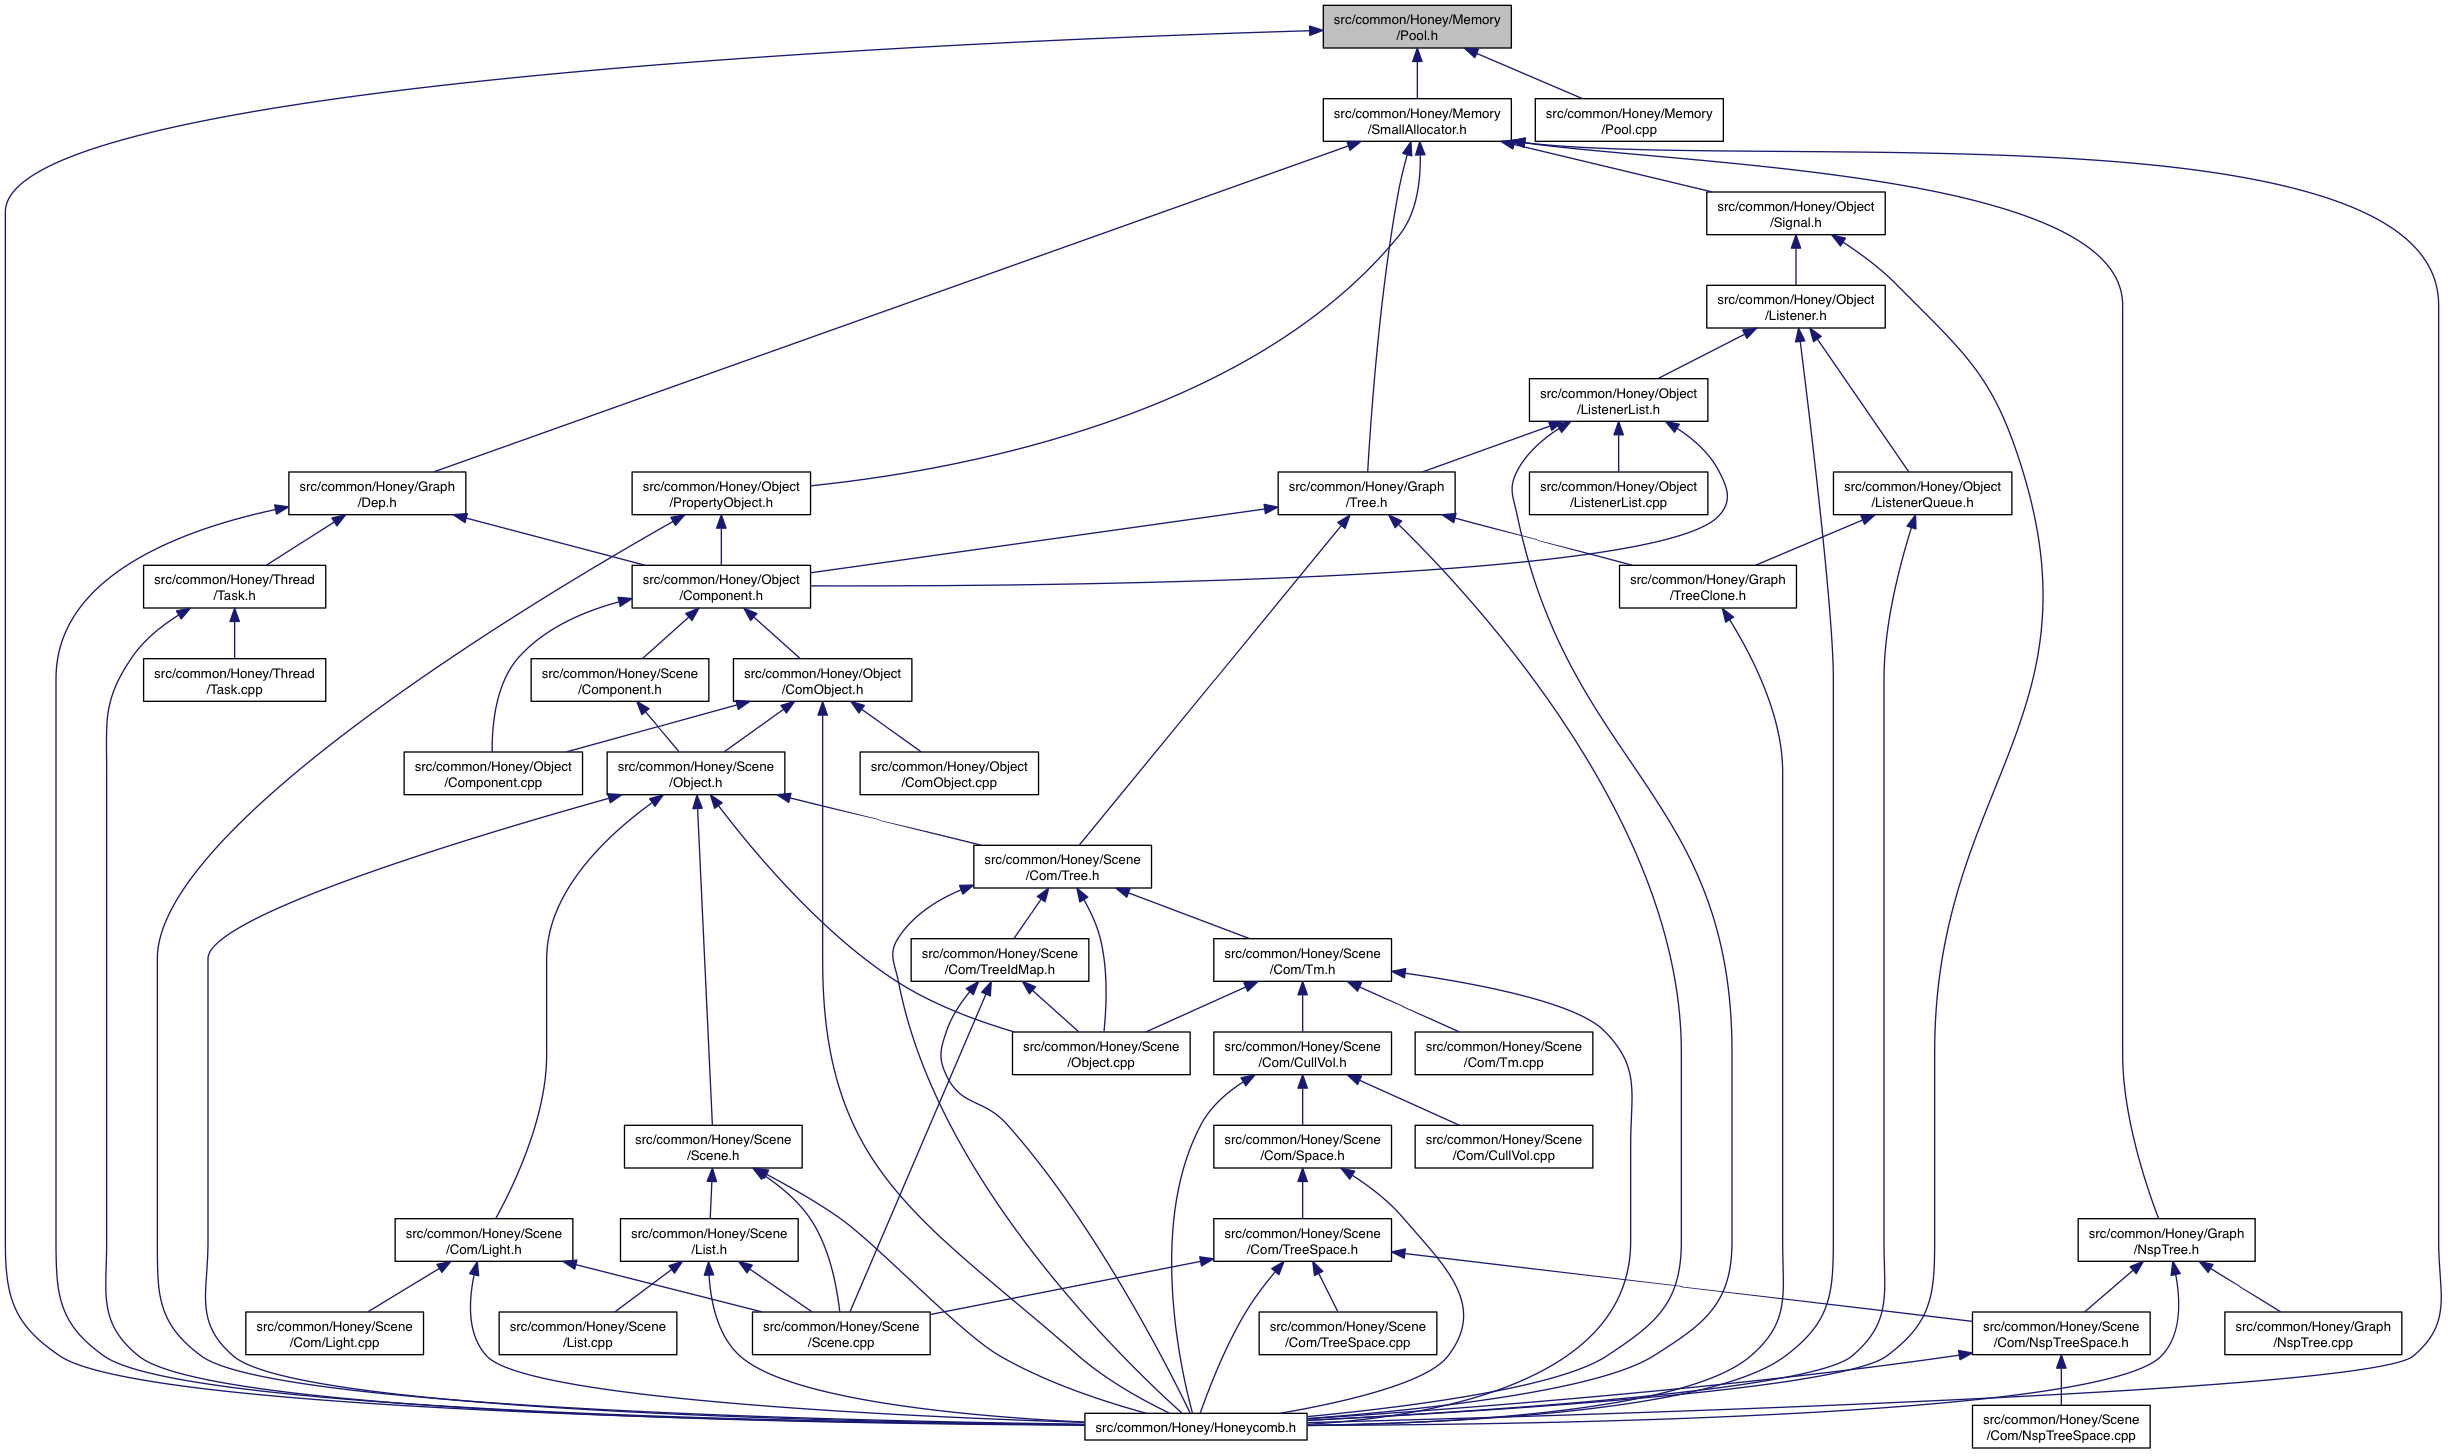 src/common/Honey/Memory
/Pool.h
src/common/Honey/Memory
/SmallAllocator.h
src/common/Honey/Memory
/Pool.cpp
src/common/Honey/Object
/Signal.h
src/common/Honey/Object
/Listener.h
src/common/Honey/Object
/ListenerList.h
src/common/Honey/Graph
/Dep.h
src/common/Honey/Object
/PropertyObject.h
src/common/Honey/Graph
/Tree.h
src/common/Honey/Object
/ListenerList.cpp
src/common/Honey/Object
/ListenerQueue.h
src/common/Honey/Thread
/Task.h
src/common/Honey/Object
/Component.h
src/common/Honey/Graph
/TreeClone.h
src/common/Honey/Thread
/Task.cpp
src/common/Honey/Scene
/Component.h
src/common/Honey/Object
/ComObject.h
src/common/Honey/Object
/Component.cpp
src/common/Honey/Scene
/Object.h
src/common/Honey/Object
/ComObject.cpp
src/common/Honey/Scene
/Com/Tree.h
src/common/Honey/Scene
/Com/TreeIdMap.h
src/common/Honey/Scene
/Com/Tm.h
src/common/Honey/Scene
/Object.cpp
src/common/Honey/Scene
/Com/CullVol.h
src/common/Honey/Scene
/Com/Tm.cpp
src/common/Honey/Scene
/Scene.h
src/common/Honey/Scene
/Com/Space.h
src/common/Honey/Scene
/Com/CullVol.cpp
src/common/Honey/Scene
/Com/Light.h
src/common/Honey/Scene
/List.h
src/common/Honey/Scene
/Com/TreeSpace.h
src/common/Honey/Graph
/NspTree.h
src/common/Honey/Scene
/Com/Light.cpp
src/common/Honey/Scene
/List.cpp
src/common/Honey/Scene
/Scene.cpp
src/common/Honey/Scene
/Com/TreeSpace.cpp
src/common/Honey/Scene
/Com/NspTreeSpace.h
src/common/Honey/Graph
/NspTree.cpp
src/common/Honey/Honeycomb.h
src/common/Honey/Scene
/Com/NspTreeSpace.cpp